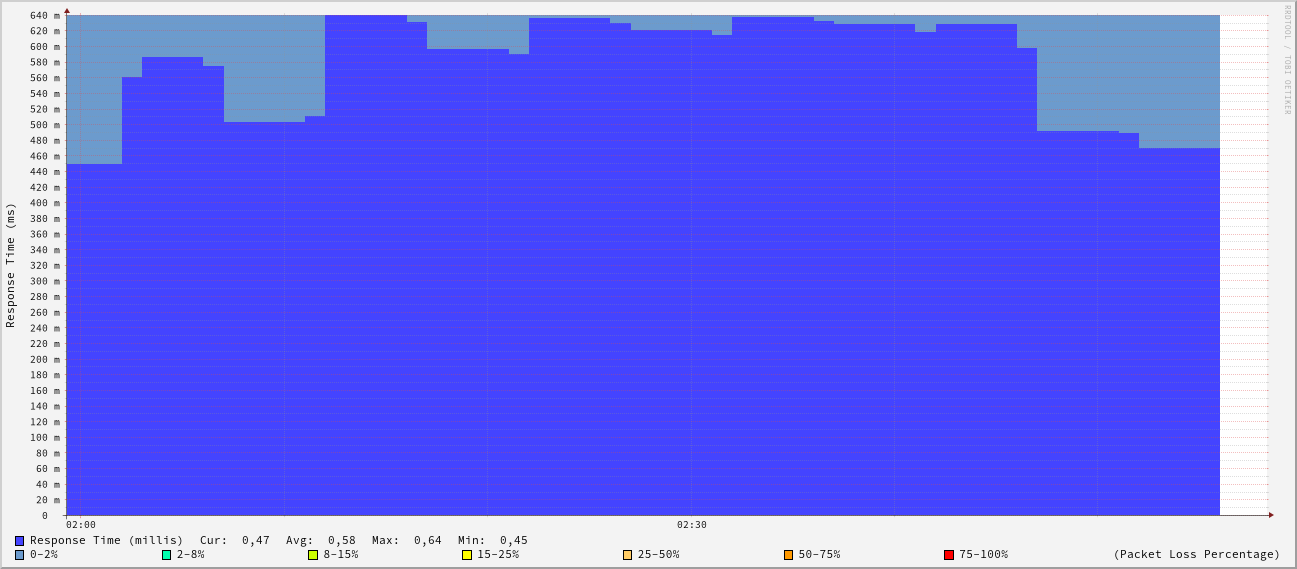 RRDTOOL / TOBI OETIKER
Response Time (ms)
640 m
620 m
600 m
580 m
560 m
540 m
520 m
500 m
480 m
460 m
440 m
420 m
400 m
380 m
360 m
340 m
320 m
300 m
280 m
260 m
240 m
220 m
200 m
180 m
160 m
140 m
120 m
100 m
80 m
60 m
40 m
20 m
0
02:00 02:30
Response Time (millis) Cur: 0,47 Avg: 0,58 Max: 0,64 Min: 0,45
0-2% 2-8% 8-15% 15-25% 25-50% 50-75% 75-100% (Packet Loss Percentage)